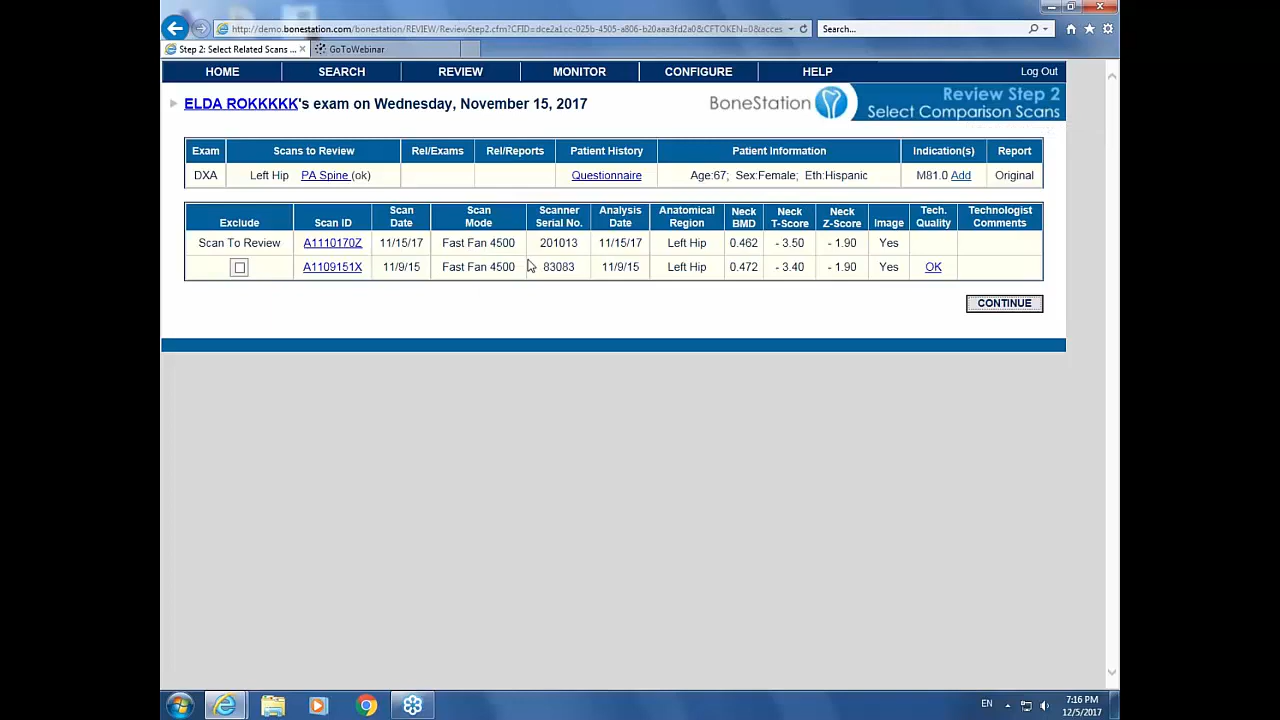 http://demo.bonestation.com/bonestation/REVIEW/ReviewStep2.cfm?CFID=dce2a1cc-025b-4505-a806-b20aaa3fd2a0&CFTOKEN=0&acces
Search...
Step 2: Select Related Scans ...
GoToWebinar
HOME SEARCH REVIEW MONITOR CONFIGURE HELP Log Out
ELDA ROKKKKK's exam on Wednesday, November 15, 2017
BoneStation
Review Step 2
Select Comparison Scans
Exam Scans to Review Rel/Exams Rel/Reports Patient History Patient Information Indication(s) Report
DXA Left Hip PA Spine (ok) Questionnaire Age:67; Sex:Female; Eth:Hispanic M81.0 Add Original
Exclude Scan ID Scan Date Scan Mode Scanner Serial No. Analysis Date Anatomical Region Neck BMD Neck T-Score Neck Z-Score Image Tech. Quality Technologist Comments
Scan To Review A1110170Z 11/15/17 Fast Fan 4500 201013 11/15/17 Left Hip 0.462 - 3.50 - 1.90 Yes
A1109151X 11/9/15 Fast Fan 4500 83083 11/9/15 Left Hip 0.472 - 3.40 - 1.90 Yes OK
CONTINUE
EN
7:16 PM
12/5/2017